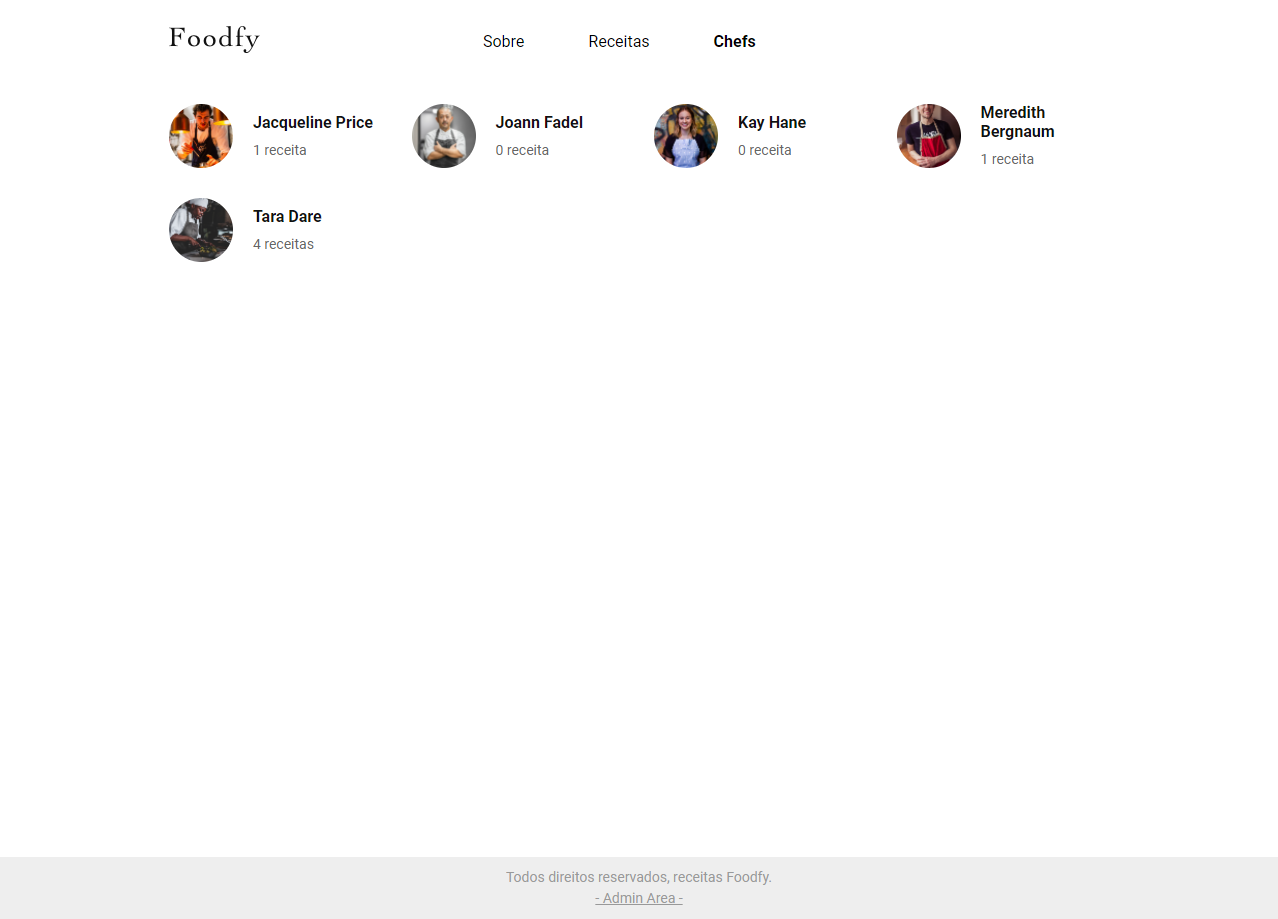 Foodfy
Sobre
Receitas
Chefs
Jacqueline Price
1 receita
Joann Fadel
0 receita
Kay Hane
0 receita
Meredith
Bergnaum
1 receita
Tara Dare
4 receitas
Todos direitos reservados, receitas Foodfy.
- Admin Area -